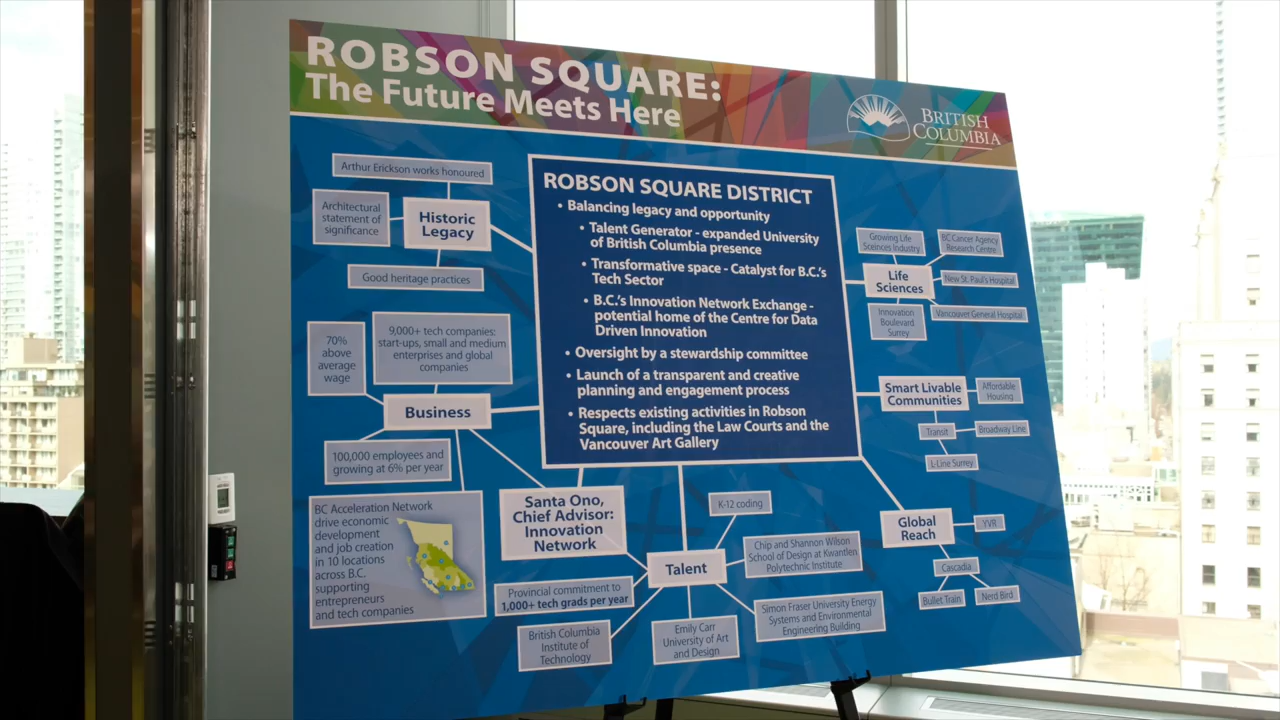 ROBSON SQUARE:
The Future Meets Here
BRITISH
COLUMBIA
Arthur Erickson works honoured
Architectural
statement of
significance
Historic
Legacy
Good heritage practices
70%
above
average
wage
9,000+ tech companies:
start-ups, small and medium
enterprises and global
companies
Business
100,000 employees and
growing at 6% per year
BC Acceleration Network
drive economic
development
and job creation
in 10 locations
across B.C.
supporting
entrepreneurs
and tech companies
ROBSON SQUARE DISTRICT
• Balancing legacy and opportunity
• Talent Generator - expanded University
of British Columbia presence
• Transformative space - Catalyst for B.C.'s
Tech Sector
• B.C.'s Innovation Network Exchange -
potential home of the Centre for Data
Driven Innovation
• Oversight by a stewardship committee
• Launch of a transparent and creative
planning and engagement process
• Respects existing activities in Robson
Square, including the Law Courts and the
Vancouver Art Gallery
Santa Ono,
Chief Advisor:
Innovation
Network
K-12 coding
Talent
Chip and Shannon Wilson
School of Design at Kwantlen
Polytechnic Institute
Provincial commitment to
1,000+ tech grads per year
British Columbia
Institute of
Technology
Emily Carr
University of Art
and Design
Simon Fraser University Energy
Systems and Environmental
Engineering Building
Growing Life
Sceinces Industry
BC Cancer Agency
Research Centre
Life
Sciences
New St. Paul's Hospital
Innovation
Boulevard
Surrey
Vancouver General Hospital
Smart Livable
Communities
Affordable
Housing
Transit
Broadway Line
L-Line Surrey
Global
Reach
YVR
Cascadia
Bullet Train
Nerd Bird